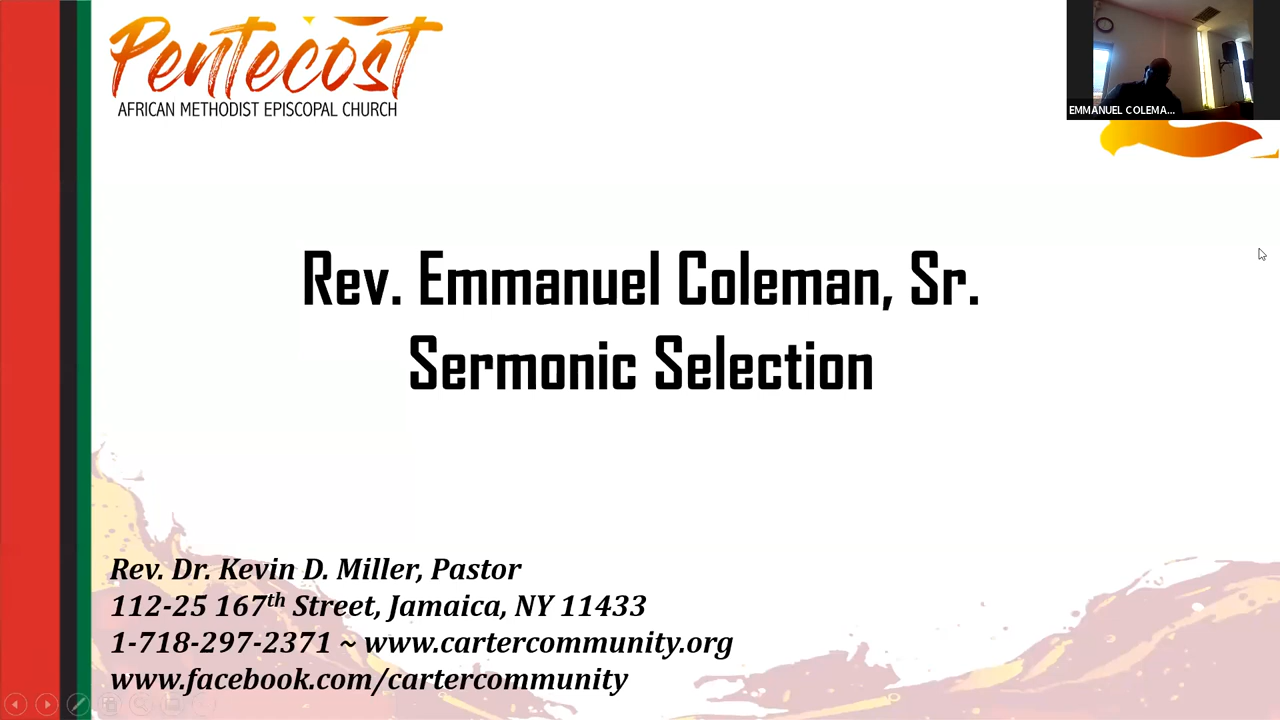 Pentecost
AFRICAN METHODIST EPISCOPAL CHURCH
EMMANUEL COLEMA...
Rev. Emmanuel Coleman, Sr.
Sermonic Selection
Rev. Dr. Kevin D. Miller, Pastor
112-25 167th Street, Jamaica, NY 11433
1-718-297-2371 ~ www.cartercommunity.org
www.facebook.com/cartercommunity